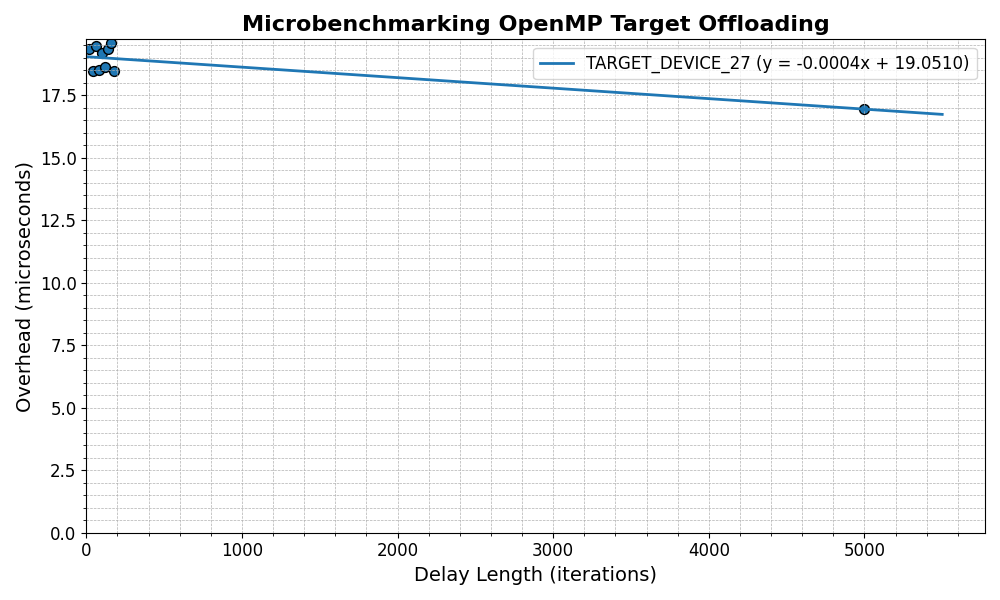 Microbenchmarking OpenMP Target Offloading
TARGET_DEVICE_27 (y = -0.0004x + 19.0510)
Overhead (microseconds)
17.5
15.0
12.5
10.0
7.5
5.0
2.5
0.0
0 1000 2000 3000 4000 5000
Delay Length (iterations)